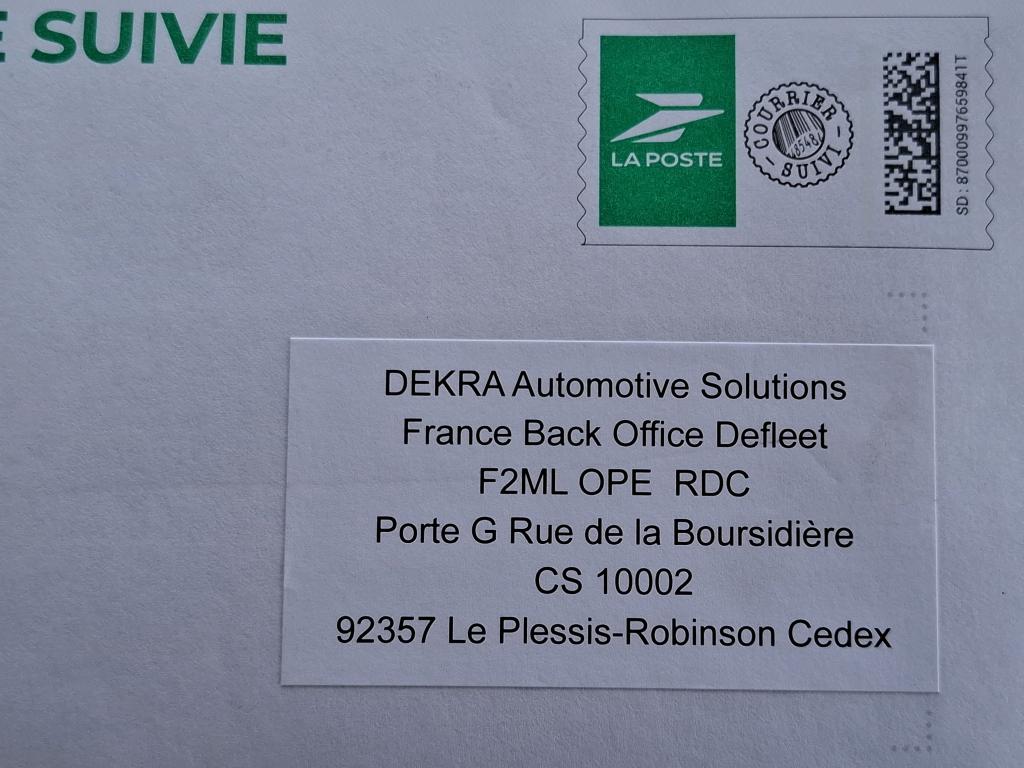 E SUIVIE
LA POSTE
COURRIER
SUIVI
SD : 87000997659841T
DEKRA Automotive Solutions
France Back Office Defleet
F2ML OPE RDC
Porte G Rue de la Boursidière
CS 10002
92357 Le Plessis-Robinson Cedex